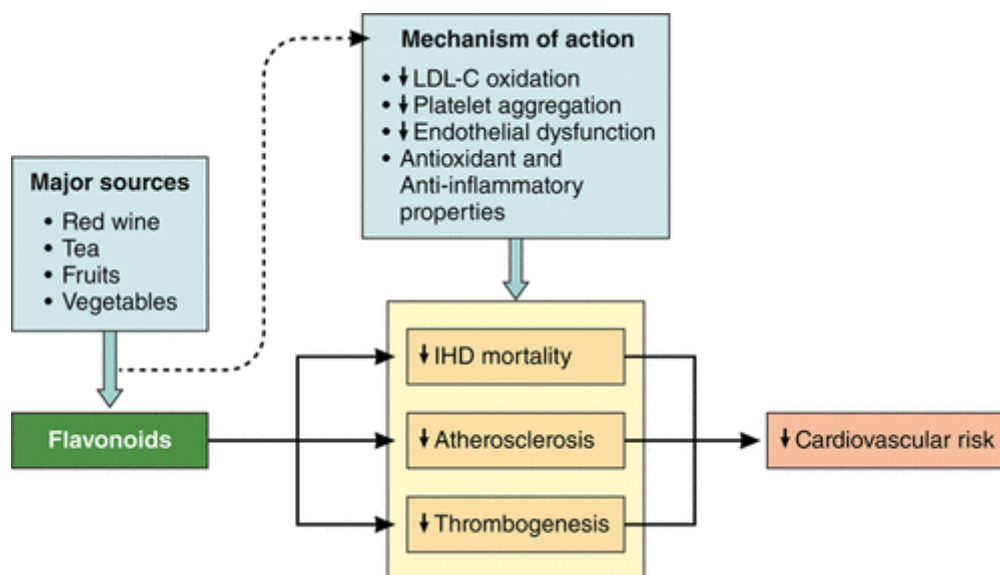 Mechanism of action
• ↓ LDL-C oxidation
• ↓ Platelet aggregation
• ↓ Endothelial dysfunction
• Antioxidant and
Anti-inflammatory
properties
Major sources
• Red wine
• Tea
• Fruits
• Vegetables
Flavonoids
↓ IHD mortality
↓ Atherosclerosis
↓ Thrombogenesis
↓ Cardiovascular risk